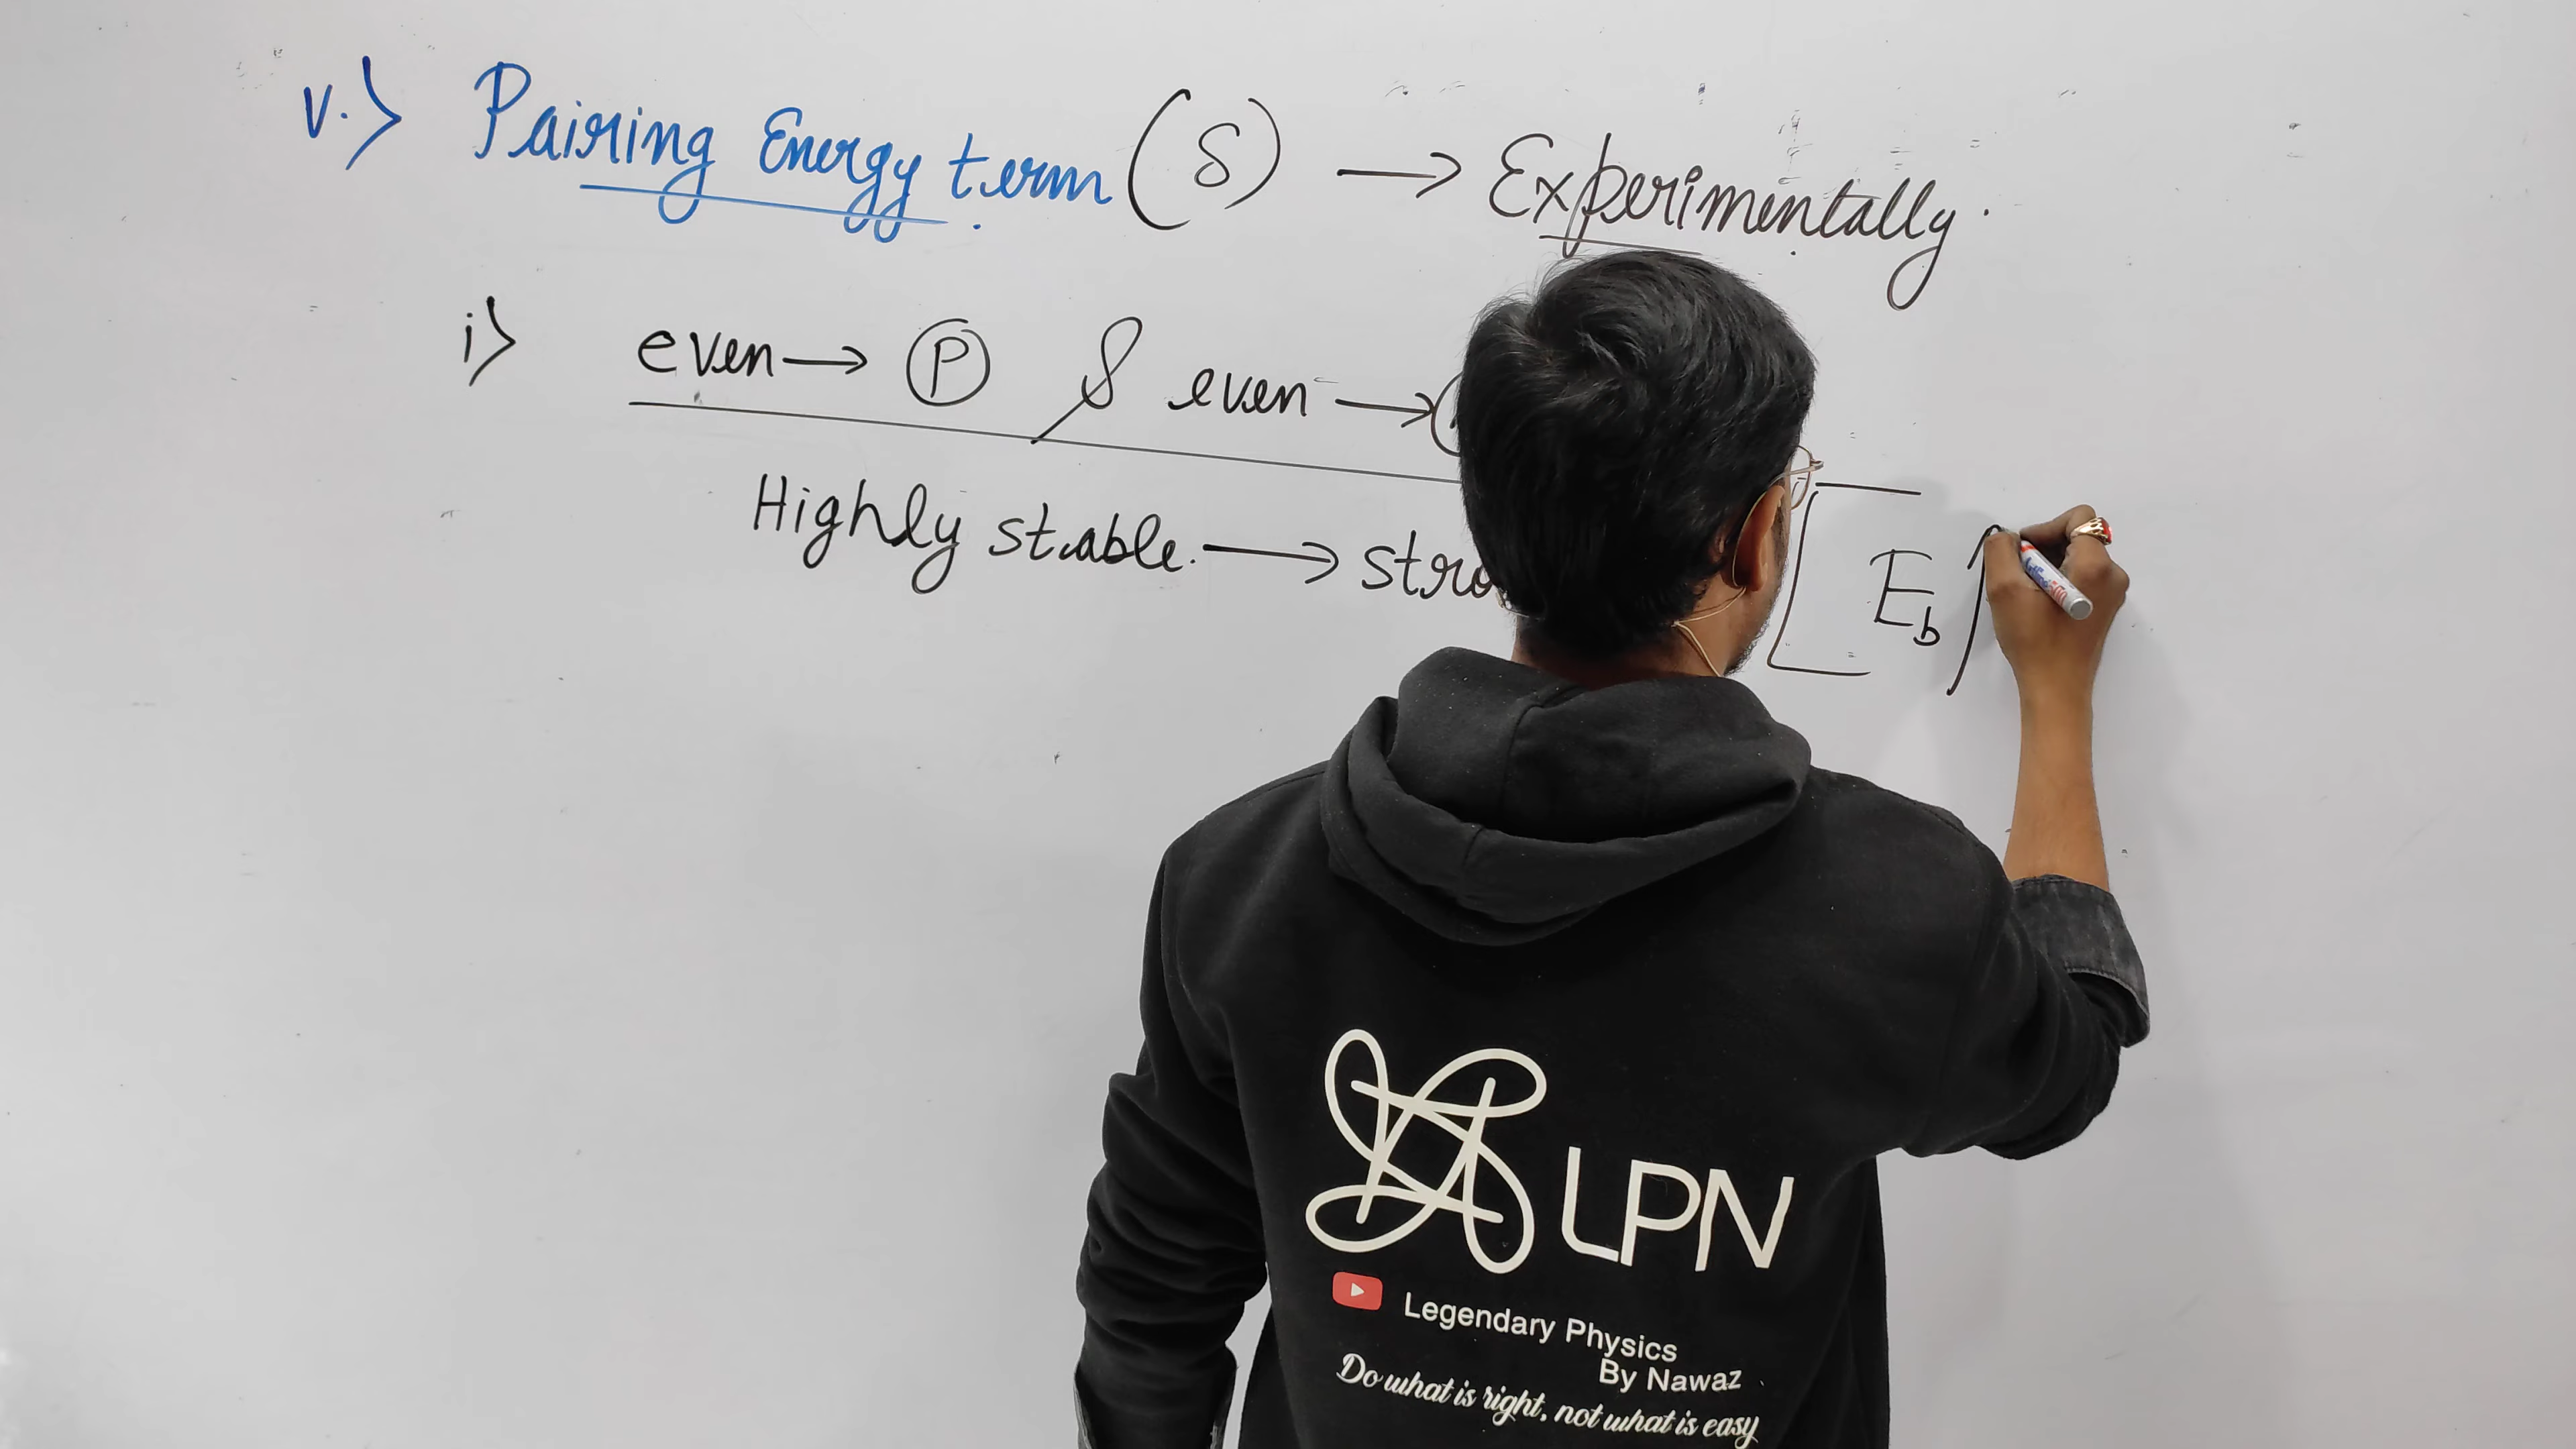 v.> Pairing Energy term (δ) → Experimentally.
i> even → (P) & even →
Highly stable. →
[ Eb
LPN
Legendary Physics
By Nawaz
Do what is right, not what is easy